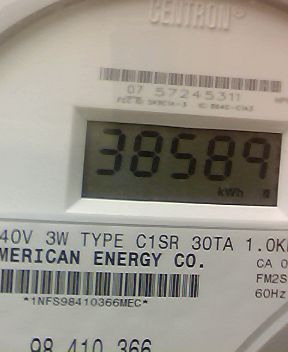 CENTRON®
07 57245311
38589
kWh
40V 3W TYPE C1SR 30TA 1.0K
MERICAN ENERGY CO.
CA 0
FM2S
60Hz
*1NFS98410366MEC*
98 410 366